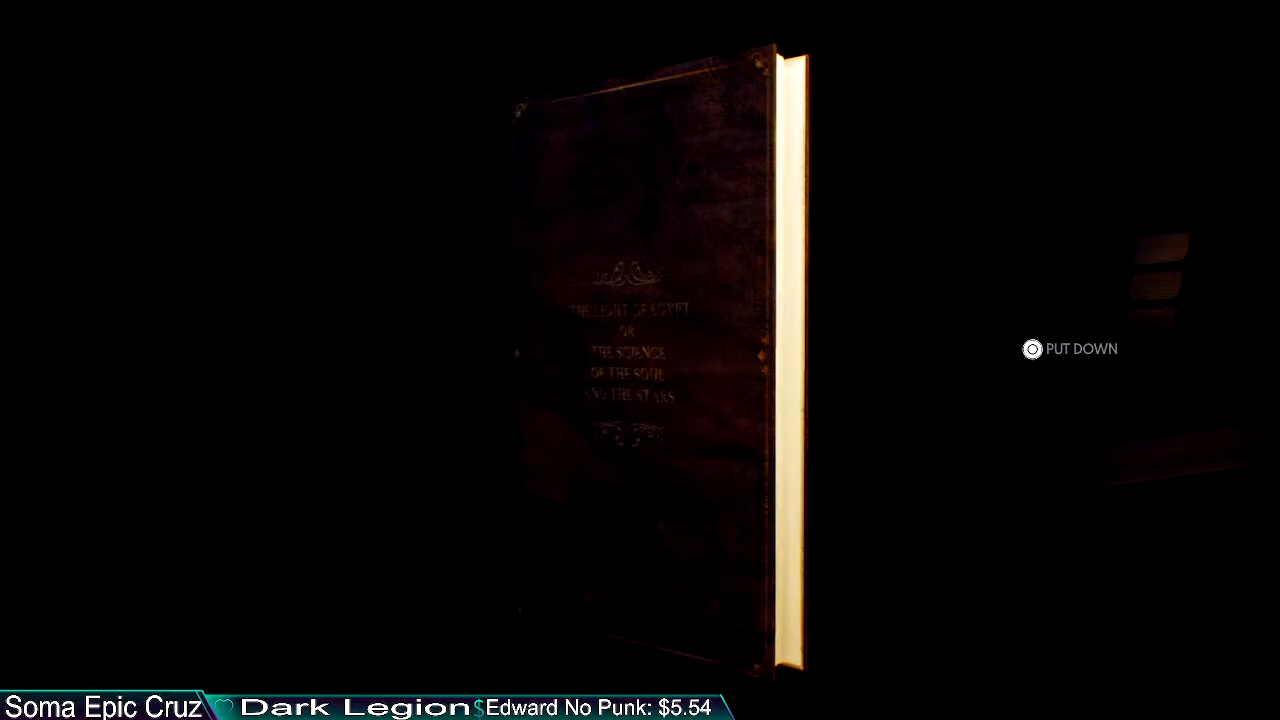 THE LIGHT OF EGYPT
OR
THE SCIENCE
OF THE SOUL
AND THE STARS
PUT DOWN
Soma Epic Cruz
Dark Legion
$Edward No Punk: $5.54